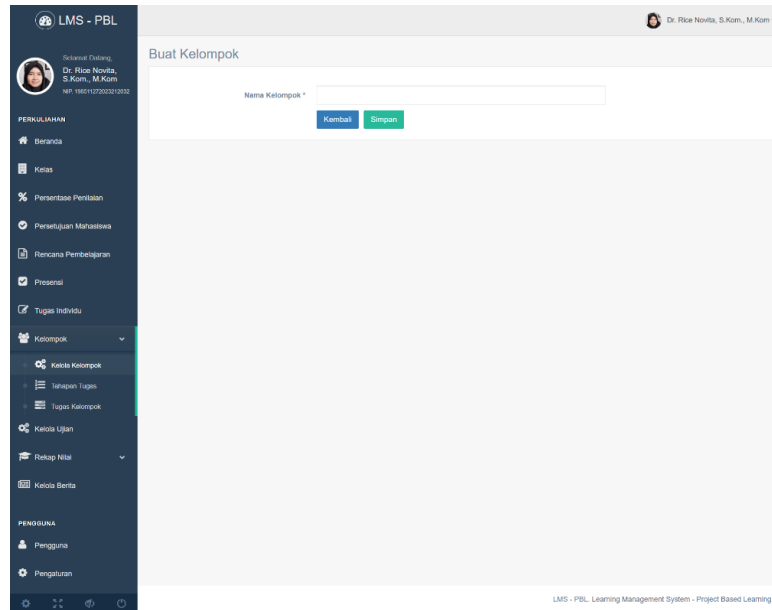 LMS - PBL
Dr. Rice Novita, S.Kom., M.Kom
Selamat Datang,
Dr. Rice Novita,
S.Kom., M.Kom
NIP. 198511272023212032
Buat Kelompok
Nama Kelompok *
Kembali
Simpan
PERKULIAHAN
Beranda
Kelas
Persentase Penilaian
Persetujuan Mahasiswa
Rencana Pembelajaran
Presensi
Tugas Individu
Kelompok
Kelola Kelompok
Tahapan Tugas
Tugas Kelompok
Kelola Ujian
Rekap Nilai
Kelola Berita
PENGGUNA
Pengguna
Pengaturan
LMS - PBL. Learning Management System - Project Based Learning